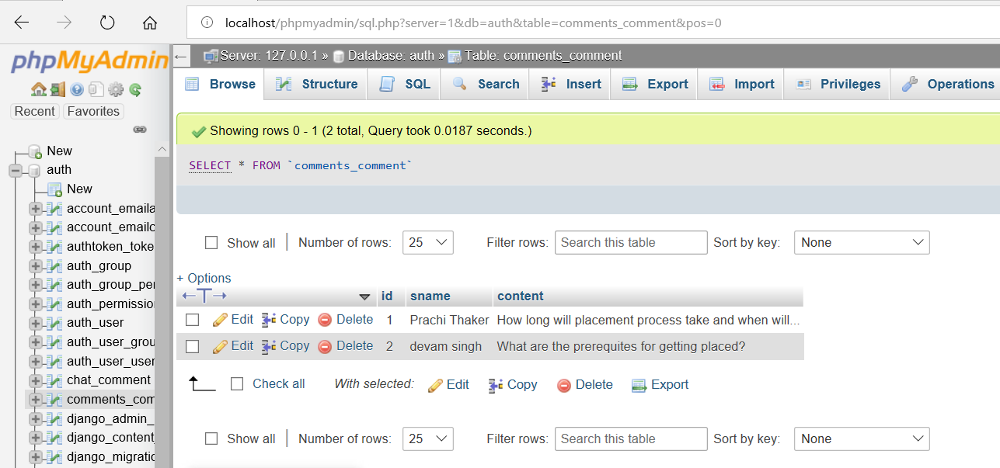 localhost/phpmyadmin/sql.php?server=1&db=auth&table=comments_comment&pos=0
phpMyAdmin
Recent Favorites
New
auth
New
account_emaila
account_emailc
authtoken_toke
auth_group
auth_group_per
auth_permissio
auth_user
auth_user_grou
auth_user_user
chat_comment
comments_com
django_admin_
django_content
django_migratic
Server: 127.0.0.1 » Database: auth » Table: comments_comment
Browse Structure SQL Search Insert Export Import Privileges Operations
Showing rows 0 - 1 (2 total, Query took 0.0187 seconds.)
SELECT * FROM `comments_comment`
Show all | Number of rows: 25 Filter rows: Search this table Sort by key: None
+ Options
←T→ id sname content
Edit Copy Delete 1 Prachi Thaker How long will placement process take and when will...
Edit Copy Delete 2 devam singh What are the prerequites for getting placed?
Check all With selected: Edit Copy Delete Export
Show all | Number of rows: 25 Filter rows: Search this table Sort by key: None